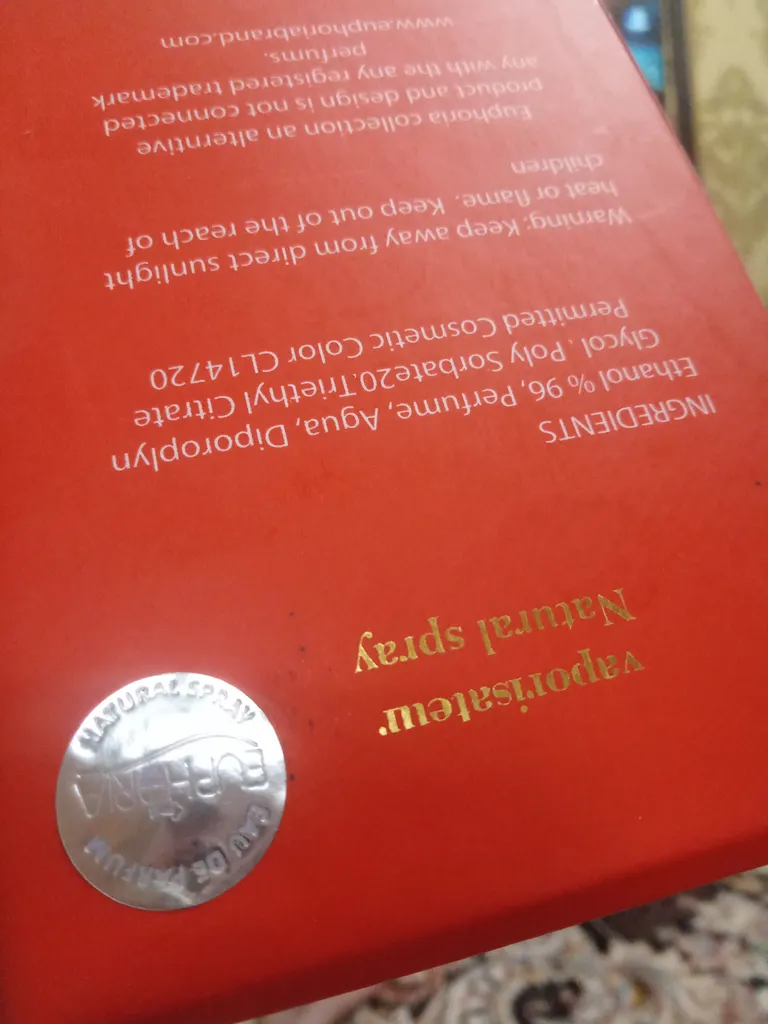 vaporisateur
Natural spray
INGREDIENTS
Ethanol % 96, Perfume, Agua, Diporoplyn
Glycol. Poly Sorbate20.Triethyl Citrate
Permitted Cosmetic Color CL14720
Warning: Keep away from direct sunlight
heat or flame. Keep out of the reach of
children
Euphoria collection an alterntive
product and design is not connected
any with the any registered trademark
perfums.
www.euphoriabrand.com
NATURAL SPRAY
EUPHORIA
EAU DE PARFUM